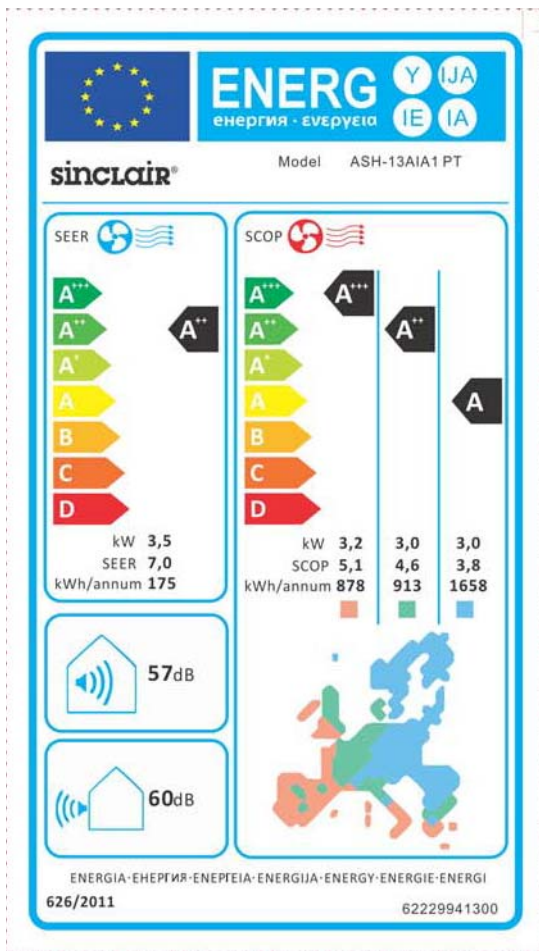 ENERG Y IJA
енергия · ενεργεια IE IA
sinclair®
Model ASH-13AIA1 PT
SEER
A+++
A++
A+
A
B
C
D
A++
kW 3,5
SEER 7,0
kWh/annum 175
SCOP
A+++
A++
A+
A
B
C
D
A+++
A++
A
kW 3,2 3,0 3,0
SCOP 5,1 4,6 3,8
kWh/annum 878 913 1658
57dB
60dB
ENERGIA·ЕНЕРГИЯ·ΕΝΕΡΓΕΙΑ·ENERGIJA·ENERGY·ENERGIE·ENERGI
626/2011
62229941300